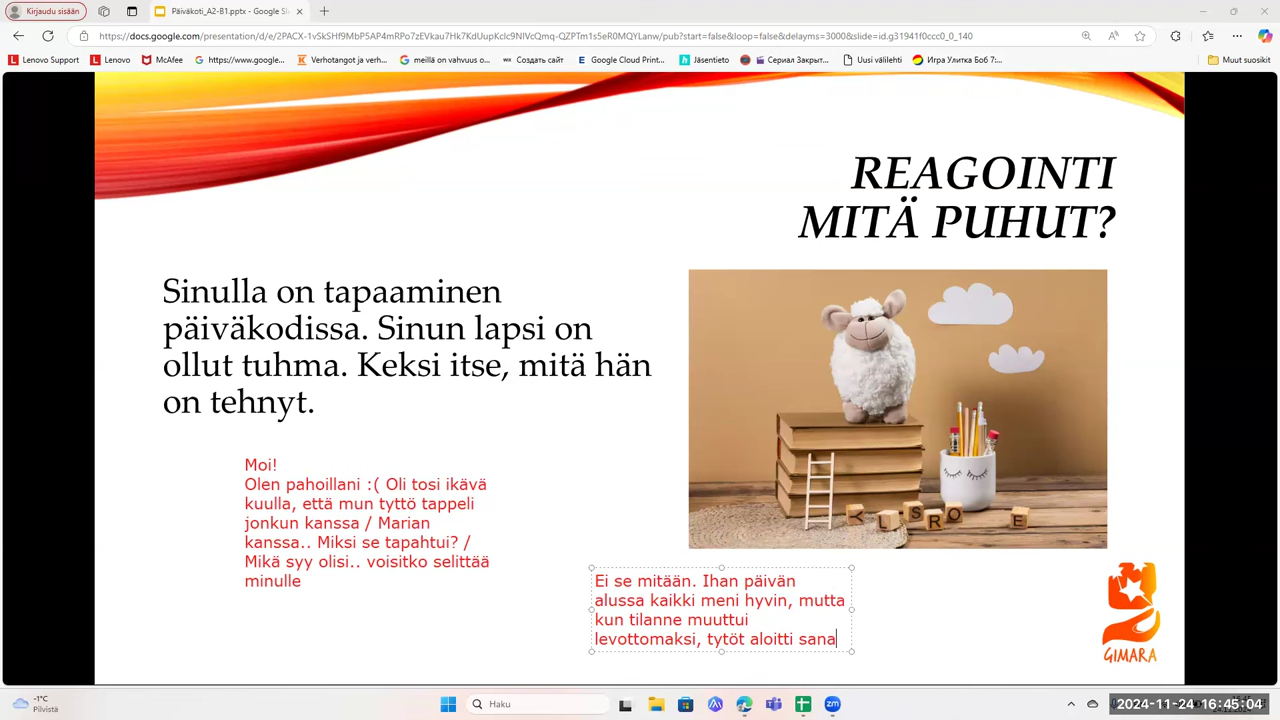 Kirjaudu sisään
Päiväkoti_A2-B1.pptx - Google Sl
https://docs.google.com/presentation/d/e/2PACX-1vSkSHf9MbP5AP4mRPo7zEVkau7Hk7KdUupKclc9NlVcQmq-QZPTm1s5eR0MQYLanw/pub?start=false&loop=false&delayms=3000&slide=id.g31941f0ccc0_0_140
Lenovo Support
Lenovo
McAfee
https://www.google...
Verhotangot ja verh...
meillä on vahvuus o...
Создать сайт
Google Cloud Print...
Jäsentieto
Сериал Закрыт...
Uusi välilehti
Игра Улитка Боб 7:...
Muut suosikit
REAGOINTI
MITÄ PUHUT?
Sinulla on tapaaminen
päiväkodissa. Sinun lapsi on
ollut tuhma. Keksi itse, mitä hän
on tehnyt.
Moi!
Olen pahoillani :( Oli tosi ikävä
kuulla, että mun tyttö tappeli
jonkun kanssa / Marian
kanssa.. Miksi se tapahtui? /
Mikä syy olisi.. voisitko selittää
minulle
Ei se mitään. Ihan päivän
alussa kaikki meni hyvin, mutta
kun tilanne muuttui
levottomaksi, tytöt aloitti sana
GIMARA
-1°C
Pilvistä
Haku
2024-11-24 16:45:04